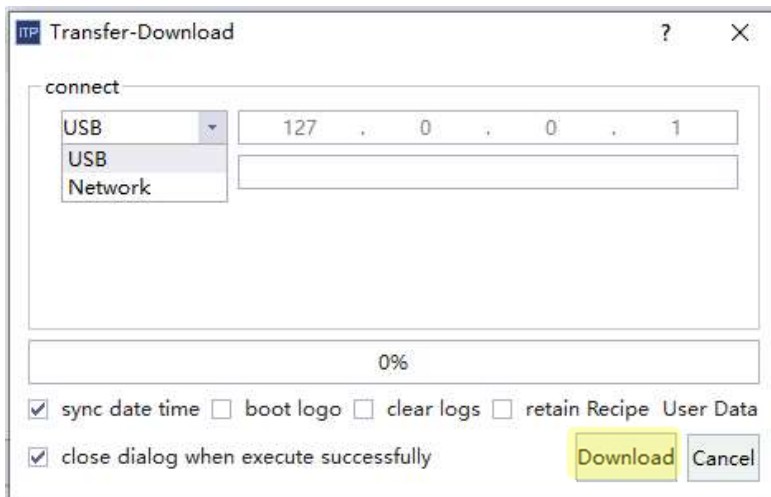 ITP Transfer-Download ? X
connect
USB 127 . 0 . 0 . 1
USB
Network
0%
sync date time boot logo clear logs retain Recipe User Data
close dialog when execute successfully Download Cancel